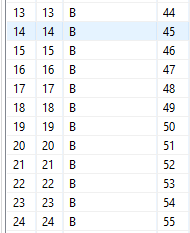 13 13 B 44
14 14 B 45
15 15 B 46
16 16 B 47
17 17 B 48
18 18 B 49
19 19 B 50
20 20 B 51
21 21 B 52
22 22 B 53
23 23 B 54
24 24 B 55